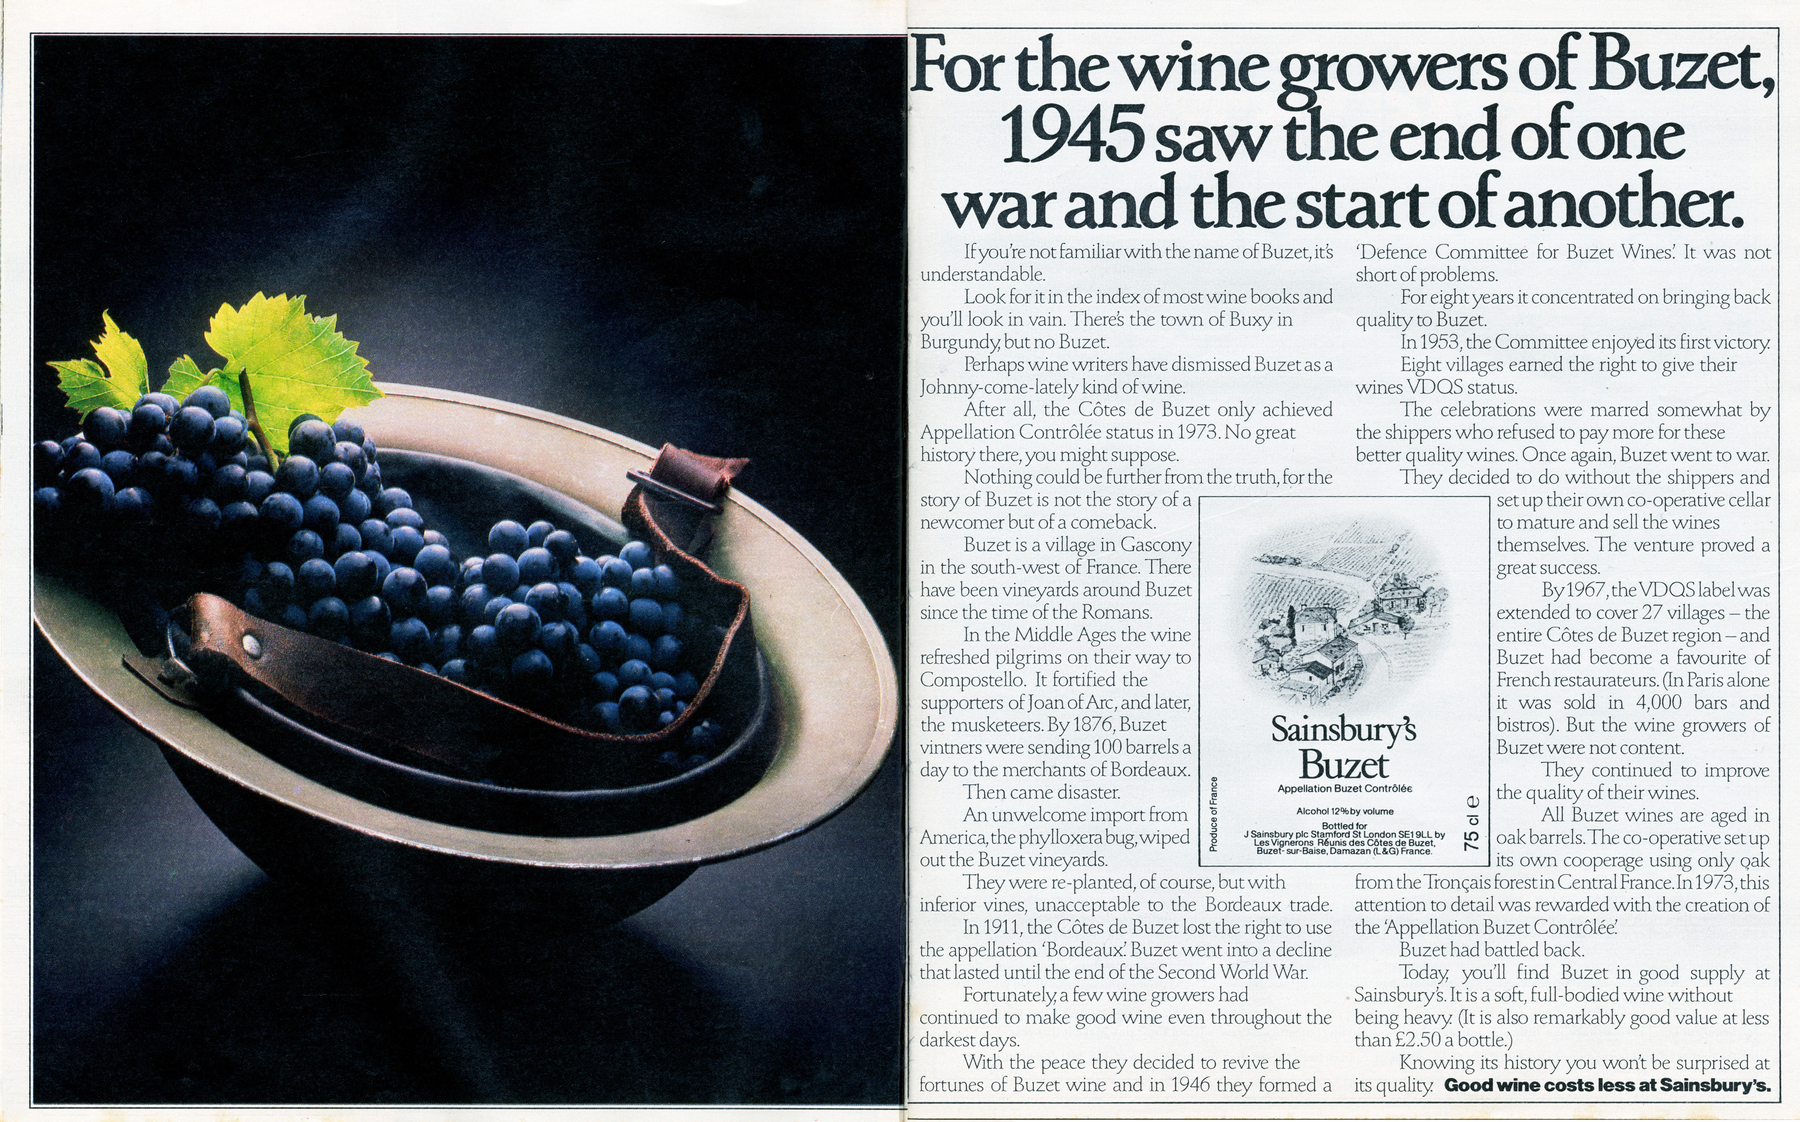 For the wine growers of Buzet,
1945 saw the end of one
war and the start of another.
If you're not familiar with the name of Buzet, it's
understandable.
Look for it in the index of most wine books and
you'll look in vain. There's the town of Buxy in
Burgundy, but no Buzet.
Perhaps wine writers have dismissed Buzet as a
Johnny-come-lately kind of wine.
After all, the Côtes de Buzet only achieved
Appellation Contrôlée status in 1973. No great
history there, you might suppose.
Nothing could be further from the truth, for the
story of Buzet is not the story of a
newcomer but of a comeback.
Buzet is a village in Gascony
in the south-west of France. There
have been vineyards around Buzet
since the time of the Romans.
In the Middle Ages the wine
refreshed pilgrims on their way to
Compostello. It fortified the
supporters of Joan of Arc, and later,
the musketeers. By 1876, Buzet
vintners were sending 100 barrels a
day to the merchants of Bordeaux.
Then came disaster.
An unwelcome import from
America, the phylloxera bug, wiped
out the Buzet vineyards.
They were re-planted, of course, but with
inferior vines, unacceptable to the Bordeaux trade.
In 1911, the Côtes de Buzet lost the right to use
the appellation 'Bordeaux'. Buzet went into a decline
that lasted until the end of the Second World War.
Fortunately, a few wine growers had
continued to make good wine even throughout the
darkest days.
With the peace they decided to revive the
fortunes of Buzet wine and in 1946 they formed a
'Defence Committee for Buzet Wines'. It was not
short of problems.
For eight years it concentrated on bringing back
quality to Buzet.
In 1953, the Committee enjoyed its first victory.
Eight villages earned the right to give their
wines VDQS status.
The celebrations were marred somewhat by
the shippers who refused to pay more for these
better quality wines. Once again, Buzet went to war.
They decided to do without the shippers and
set up their own co-operative cellar
to mature and sell the wines
themselves. The venture proved a
great success.
By 1967, the VDQS label was
extended to cover 27 villages – the
entire Côtes de Buzet region – and
Buzet had become a favourite of
French restaurateurs. (In Paris alone
it was sold in 4,000 bars and
bistros). But the wine growers of
Buzet were not content.
They continued to improve
the quality of their wines.
All Buzet wines are aged in
oak barrels. The co-operative set up
its own cooperage using only oak
from the Tronçais forest in Central France. In 1973, this
attention to detail was rewarded with the creation of
the 'Appellation Buzet Contrôlée'.
Buzet had battled back.
Today, you'll find Buzet in good supply at
Sainsbury's. It is a soft, full-bodied wine without
being heavy. (It is also remarkably good value at less
than £2.50 a bottle.)
Knowing its history you won't be surprised at
its quality. Good wine costs less at Sainsbury's.
Sainsbury's
Buzet
Appellation Buzet Contrôlée
Alcohol 12% by volume
Bottled for
J Sainsbury plc Stamford St London SE1 9LL by
Les Vignerons Réunis des Côtes de Buzet,
Buzet-sur-Baise, Damazan (L&G) France.
Produce of France
75 cl e